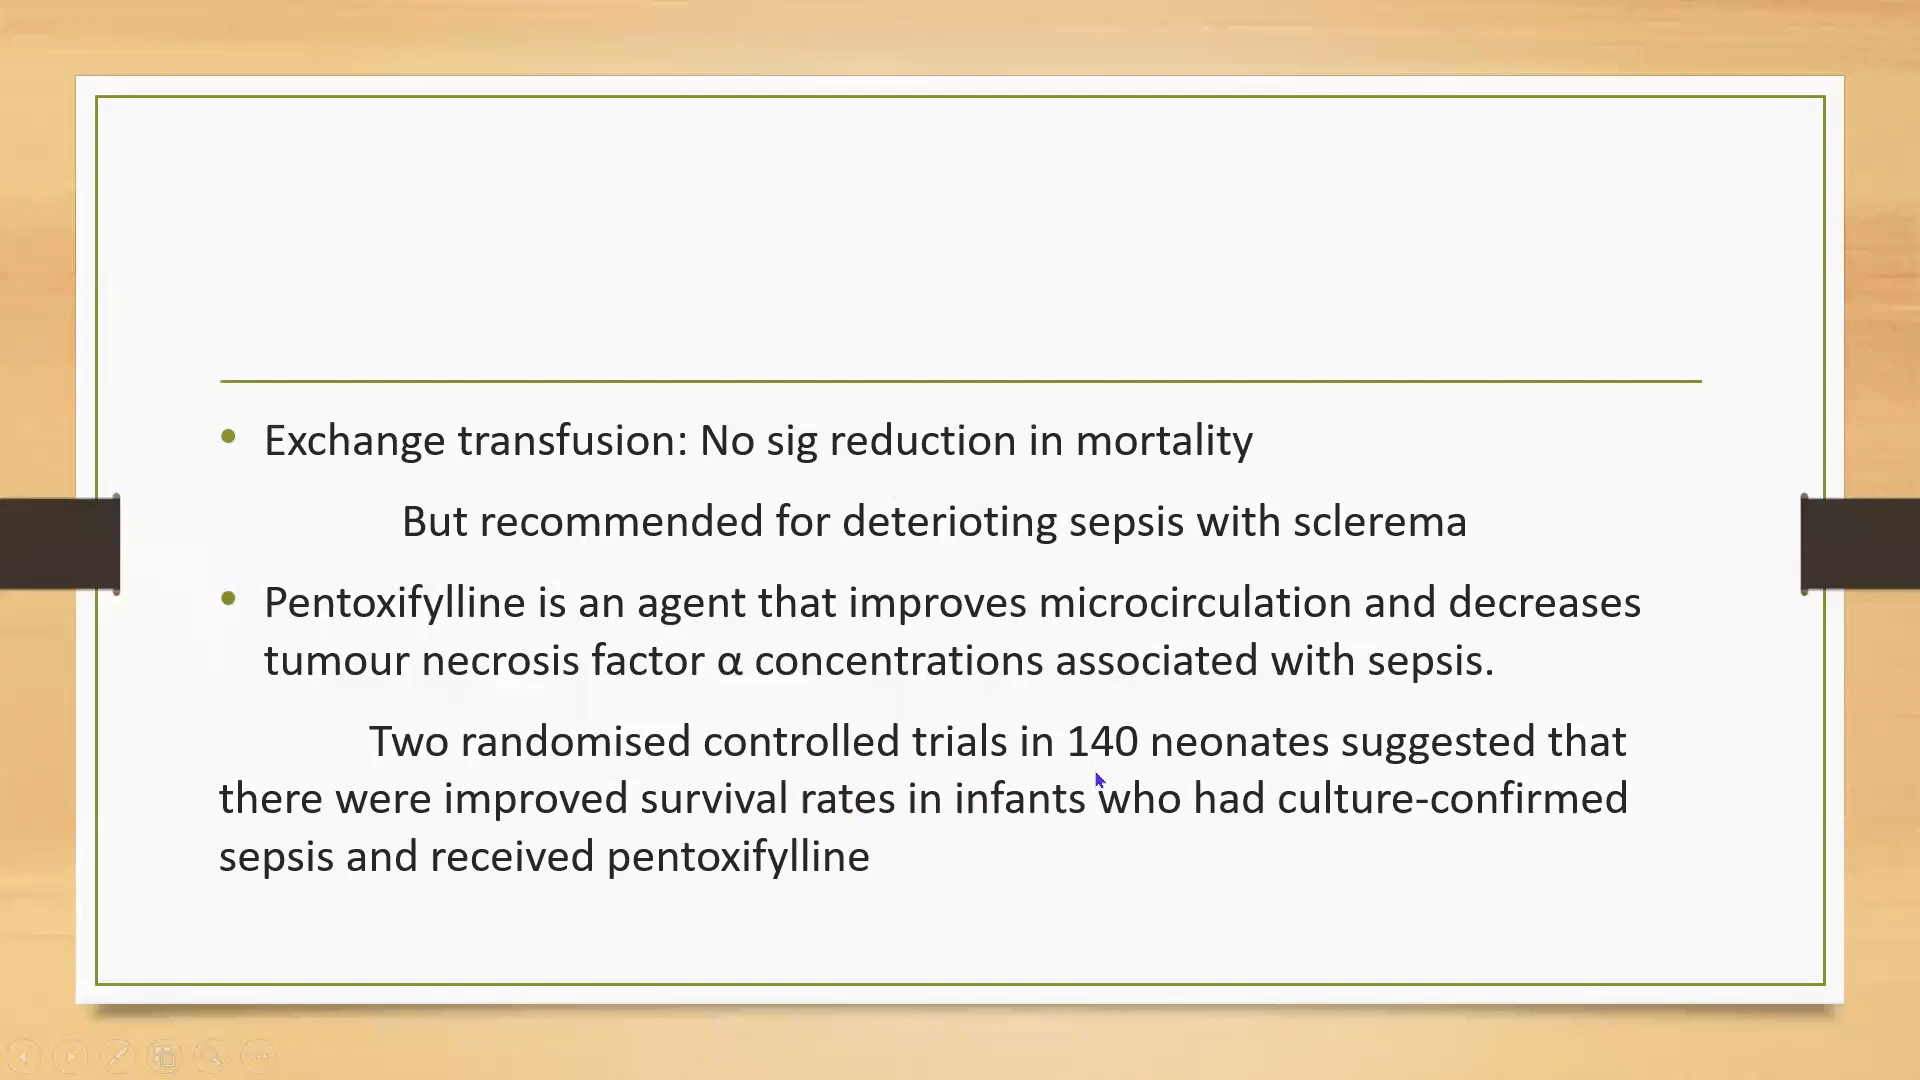 Exchange transfusion: No sig reduction in mortality
But recommended for deterioting sepsis with sclerema
Pentoxifylline is an agent that improves microcirculation and decreases
tumour necrosis factor α concentrations associated with sepsis.
Two randomised controlled trials in 140 neonates suggested that
there were improved survival rates in infants who had culture-confirmed
sepsis and received pentoxifylline